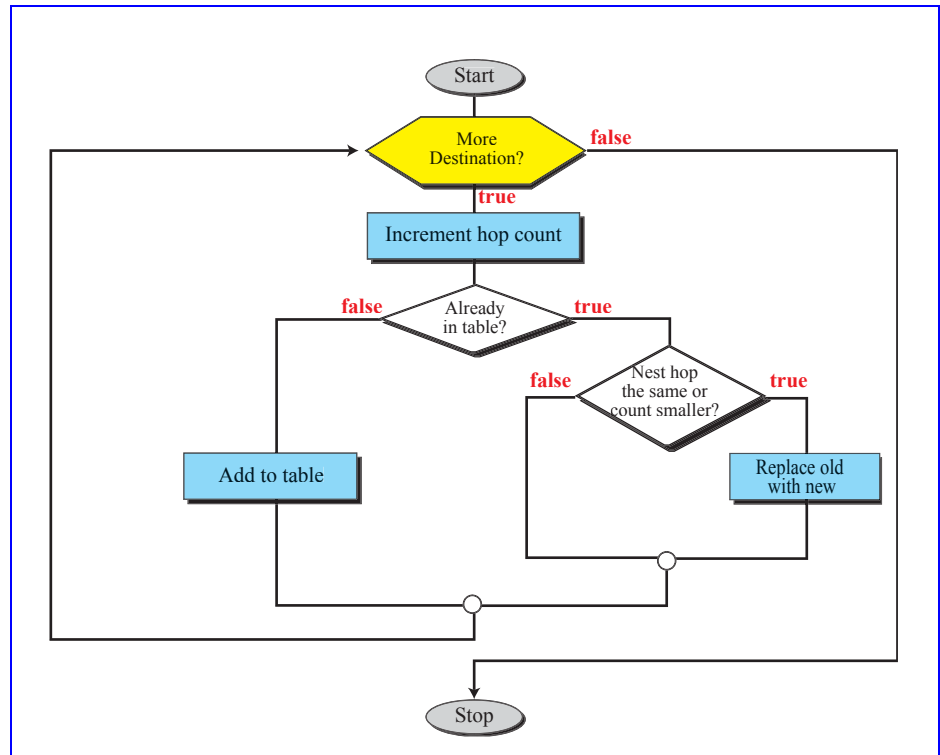 Start
More
Destination?
false
true
Increment hop count
false
Already
in table?
true
false
Nest hop
the same or
count smaller?
true
Add to table
Replace old
with new
Stop